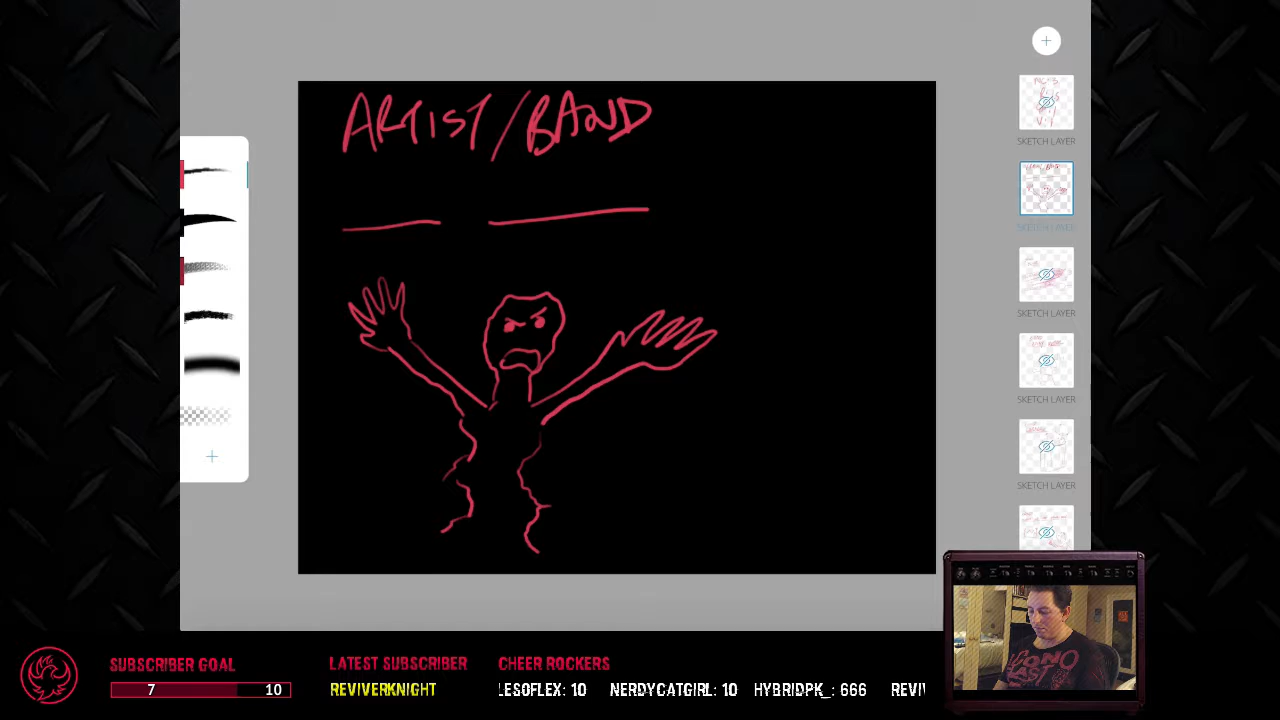 ARTIST/BAND
SKETCH LAYER
SKETCH LAYER
SKETCH LAYER
SKETCH LAYER
SKETCH LAYER
SUBSCRIBER GOAL
7 10
LATEST SUBSCRIBER
REVIVERKNIGHT
CHEER ROCKERS
LESOFLEX: 10 NERDYCATGIRL: 10 HYBRIDPK_: 666 REVI